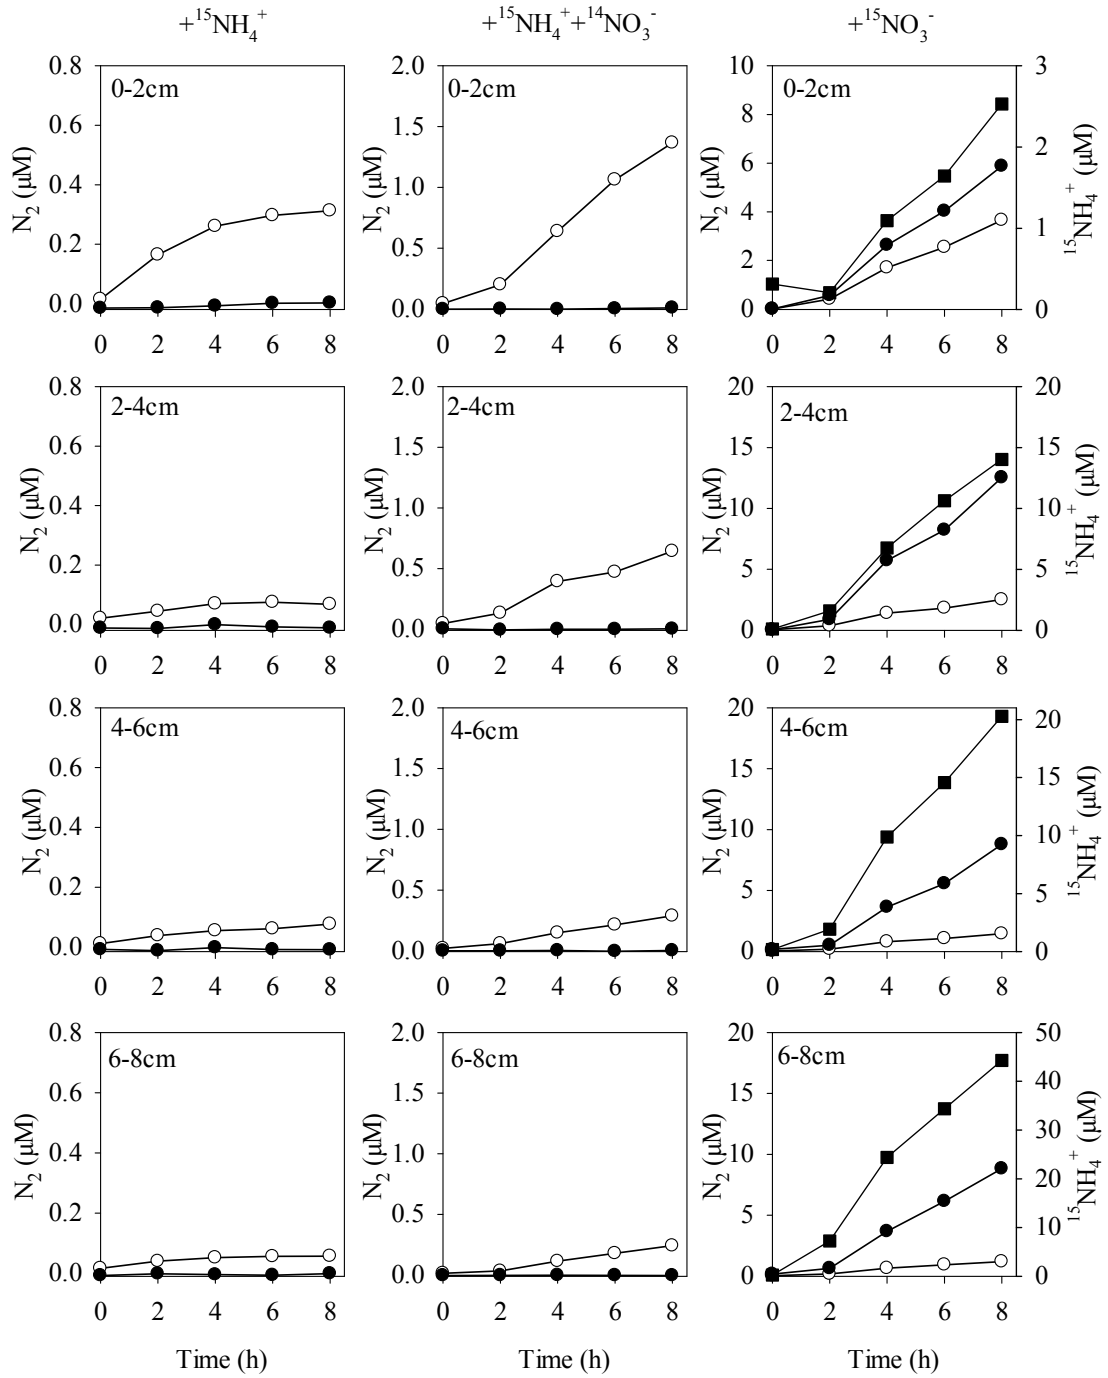 +¹⁵NH₄⁺ +¹⁵NH₄⁺+¹⁴NO₃⁻ +¹⁵NO₃⁻
0-2cm 0-2cm 0-2cm
N₂ (μM) N₂ (μM) N₂ (μM) ¹⁵NH₄⁺ (μM)
0.8 0.6 0.4 0.2 0.0
2.0 1.5 1.0 0.5 0.0
10 8 6 4 2 0
3 2 1 0
0 2 4 6 8 0 2 4 6 8 0 2 4 6 8
2-4cm 2-4cm 2-4cm
N₂ (μM) N₂ (μM) N₂ (μM) ¹⁵NH₄⁺ (μM)
0.8 0.6 0.4 0.2 0.0
2.0 1.5 1.0 0.5 0.0
20 15 10 5 0
20 15 10 5 0
0 2 4 6 8 0 2 4 6 8 0 2 4 6 8
4-6cm 4-6cm 4-6cm
N₂ (μM) N₂ (μM) N₂ (μM) ¹⁵NH₄⁺ (μM)
0.8 0.6 0.4 0.2 0.0
2.0 1.5 1.0 0.5 0.0
20 15 10 5 0
20 15 10 5 0
0 2 4 6 8 0 2 4 6 8 0 2 4 6 8
6-8cm 6-8cm 6-8cm
N₂ (μM) N₂ (μM) N₂ (μM) ¹⁵NH₄⁺ (μM)
0.8 0.6 0.4 0.2 0.0
2.0 1.5 1.0 0.5 0.0
20 15 10 5 0
50 40 30 20 10 0
0 2 4 6 8 0 2 4 6 8 0 2 4 6 8
Time (h) Time (h) Time (h)